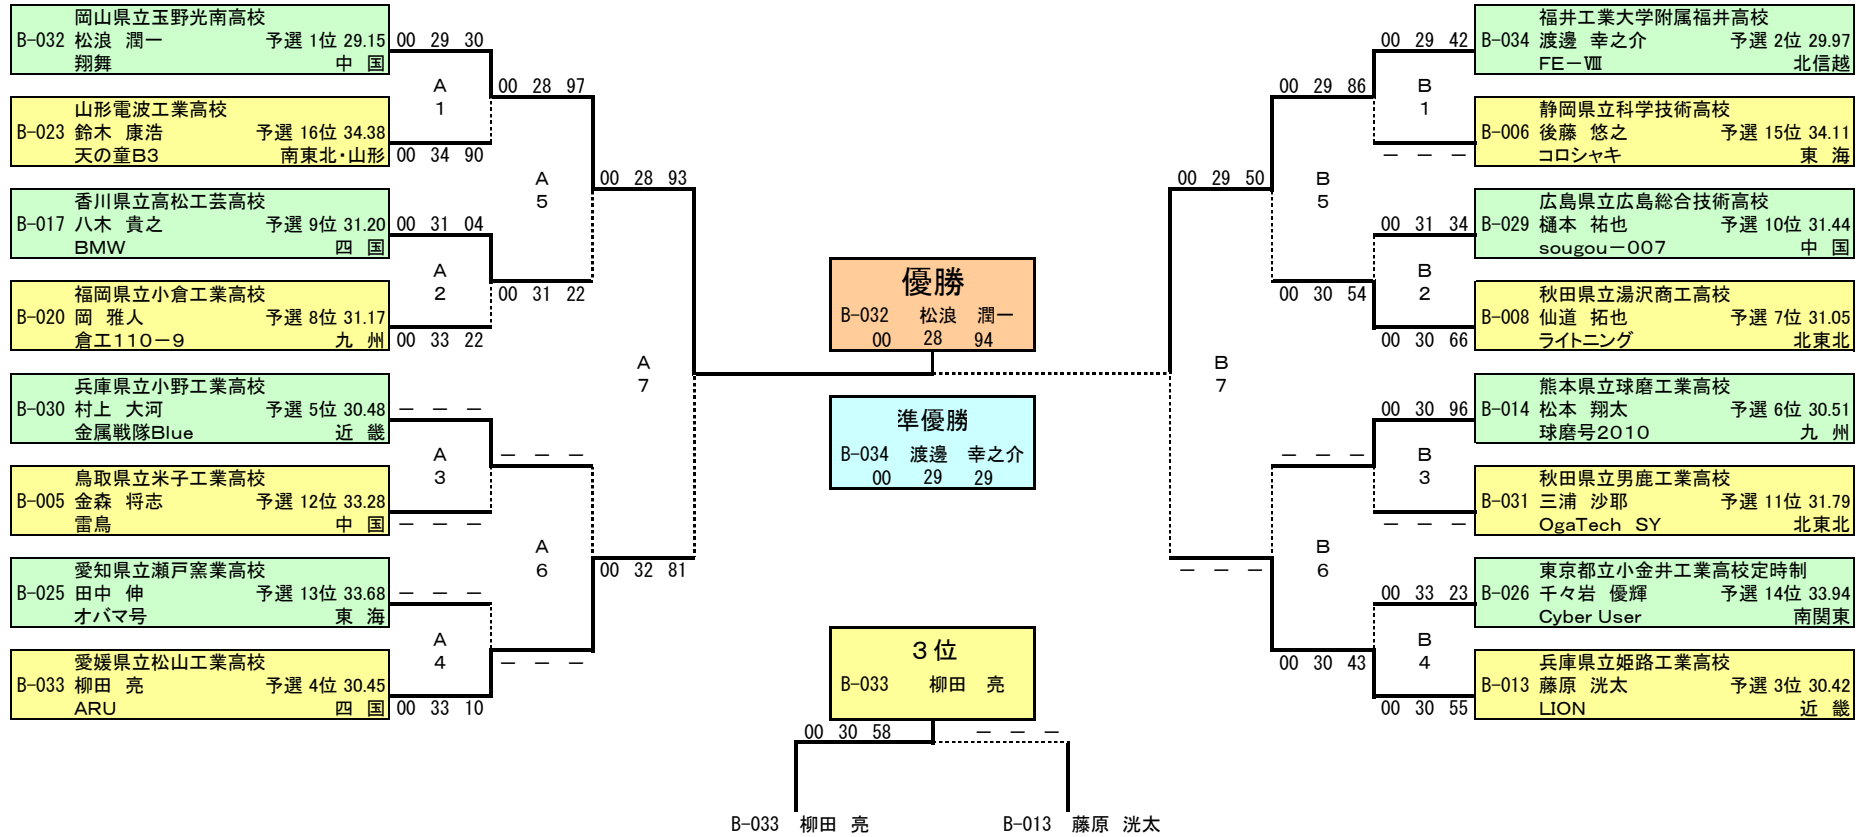 岡山県立玉野光南高校
B-032 松浪 潤一 予選 1位 29.15
翔舞 中 国
00 29 30
A
1
山形電波工業高校
B-023 鈴木 康浩 予選 16位 34.38
天の童B3 南東北・山形
00 34 90
00 28 97
A
5
香川県立高松工芸高校
B-017 八木 貴之 予選 9位 31.20
BMW 四 国
00 31 04
A
2
福岡県立小倉工業高校
B-020 岡 雅人 予選 8位 31.17
倉工110-9 九 州
00 33 22
00 31 22
00 28 93
A
7
兵庫県立小野工業高校
B-030 村上 大河 予選 5位 30.48
金属戦隊Blue 近 畿
― ― ―
A
3
鳥取県立米子工業高校
B-005 金森 将志 予選 12位 33.28
雷鳥 中 国
― ― ―
― ― ―
A
6
愛知県立瀬戸窯業高校
B-025 田中 伸 予選 13位 33.68
オバマ号 東 海
― ― ―
A
4
愛媛県立松山工業高校
B-033 柳田 亮 予選 4位 30.45
ARU 四 国
00 33 10
― ― ―
00 32 81
優勝
B-032 松浪 潤一
00 28 94
準優勝
B-034 渡邊 幸之介
00 29 29
3位
B-033 柳田 亮
00 30 58
― ― ―
B-033 柳田 亮
B-013 藤原 洸太
福井工業大学附属福井高校
B-034 渡邊 幸之介 予選 2位 29.97
FE-Ⅷ 北信越
00 29 42
B
1
静岡県立科学技術高校
B-006 後藤 悠之 予選 15位 34.11
コロシャキ 東 海
― ― ―
00 29 86
B
5
広島県立広島総合技術高校
B-029 樋本 祐也 予選 10位 31.44
sougou-007 中 国
00 31 34
B
2
秋田県立湯沢商工高校
B-008 仙道 拓也 予選 7位 31.05
ライトニング 北東北
00 30 66
00 30 54
00 29 50
B
7
熊本県立球磨工業高校
B-014 松本 翔太 予選 6位 30.51
球磨号2010 九 州
00 30 96
B
3
秋田県立男鹿工業高校
B-031 三浦 沙耶 予選 11位 31.79
OgaTech SY 北東北
― ― ―
― ― ―
B
6
東京都立小金井工業高校定時制
B-026 千々岩 優輝 予選 14位 33.94
Cyber User 南関東
00 33 23
B
4
兵庫県立姫路工業高校
B-013 藤原 洸太 予選 3位 30.42
LION 近 畿
00 30 55
00 30 43
― ― ―